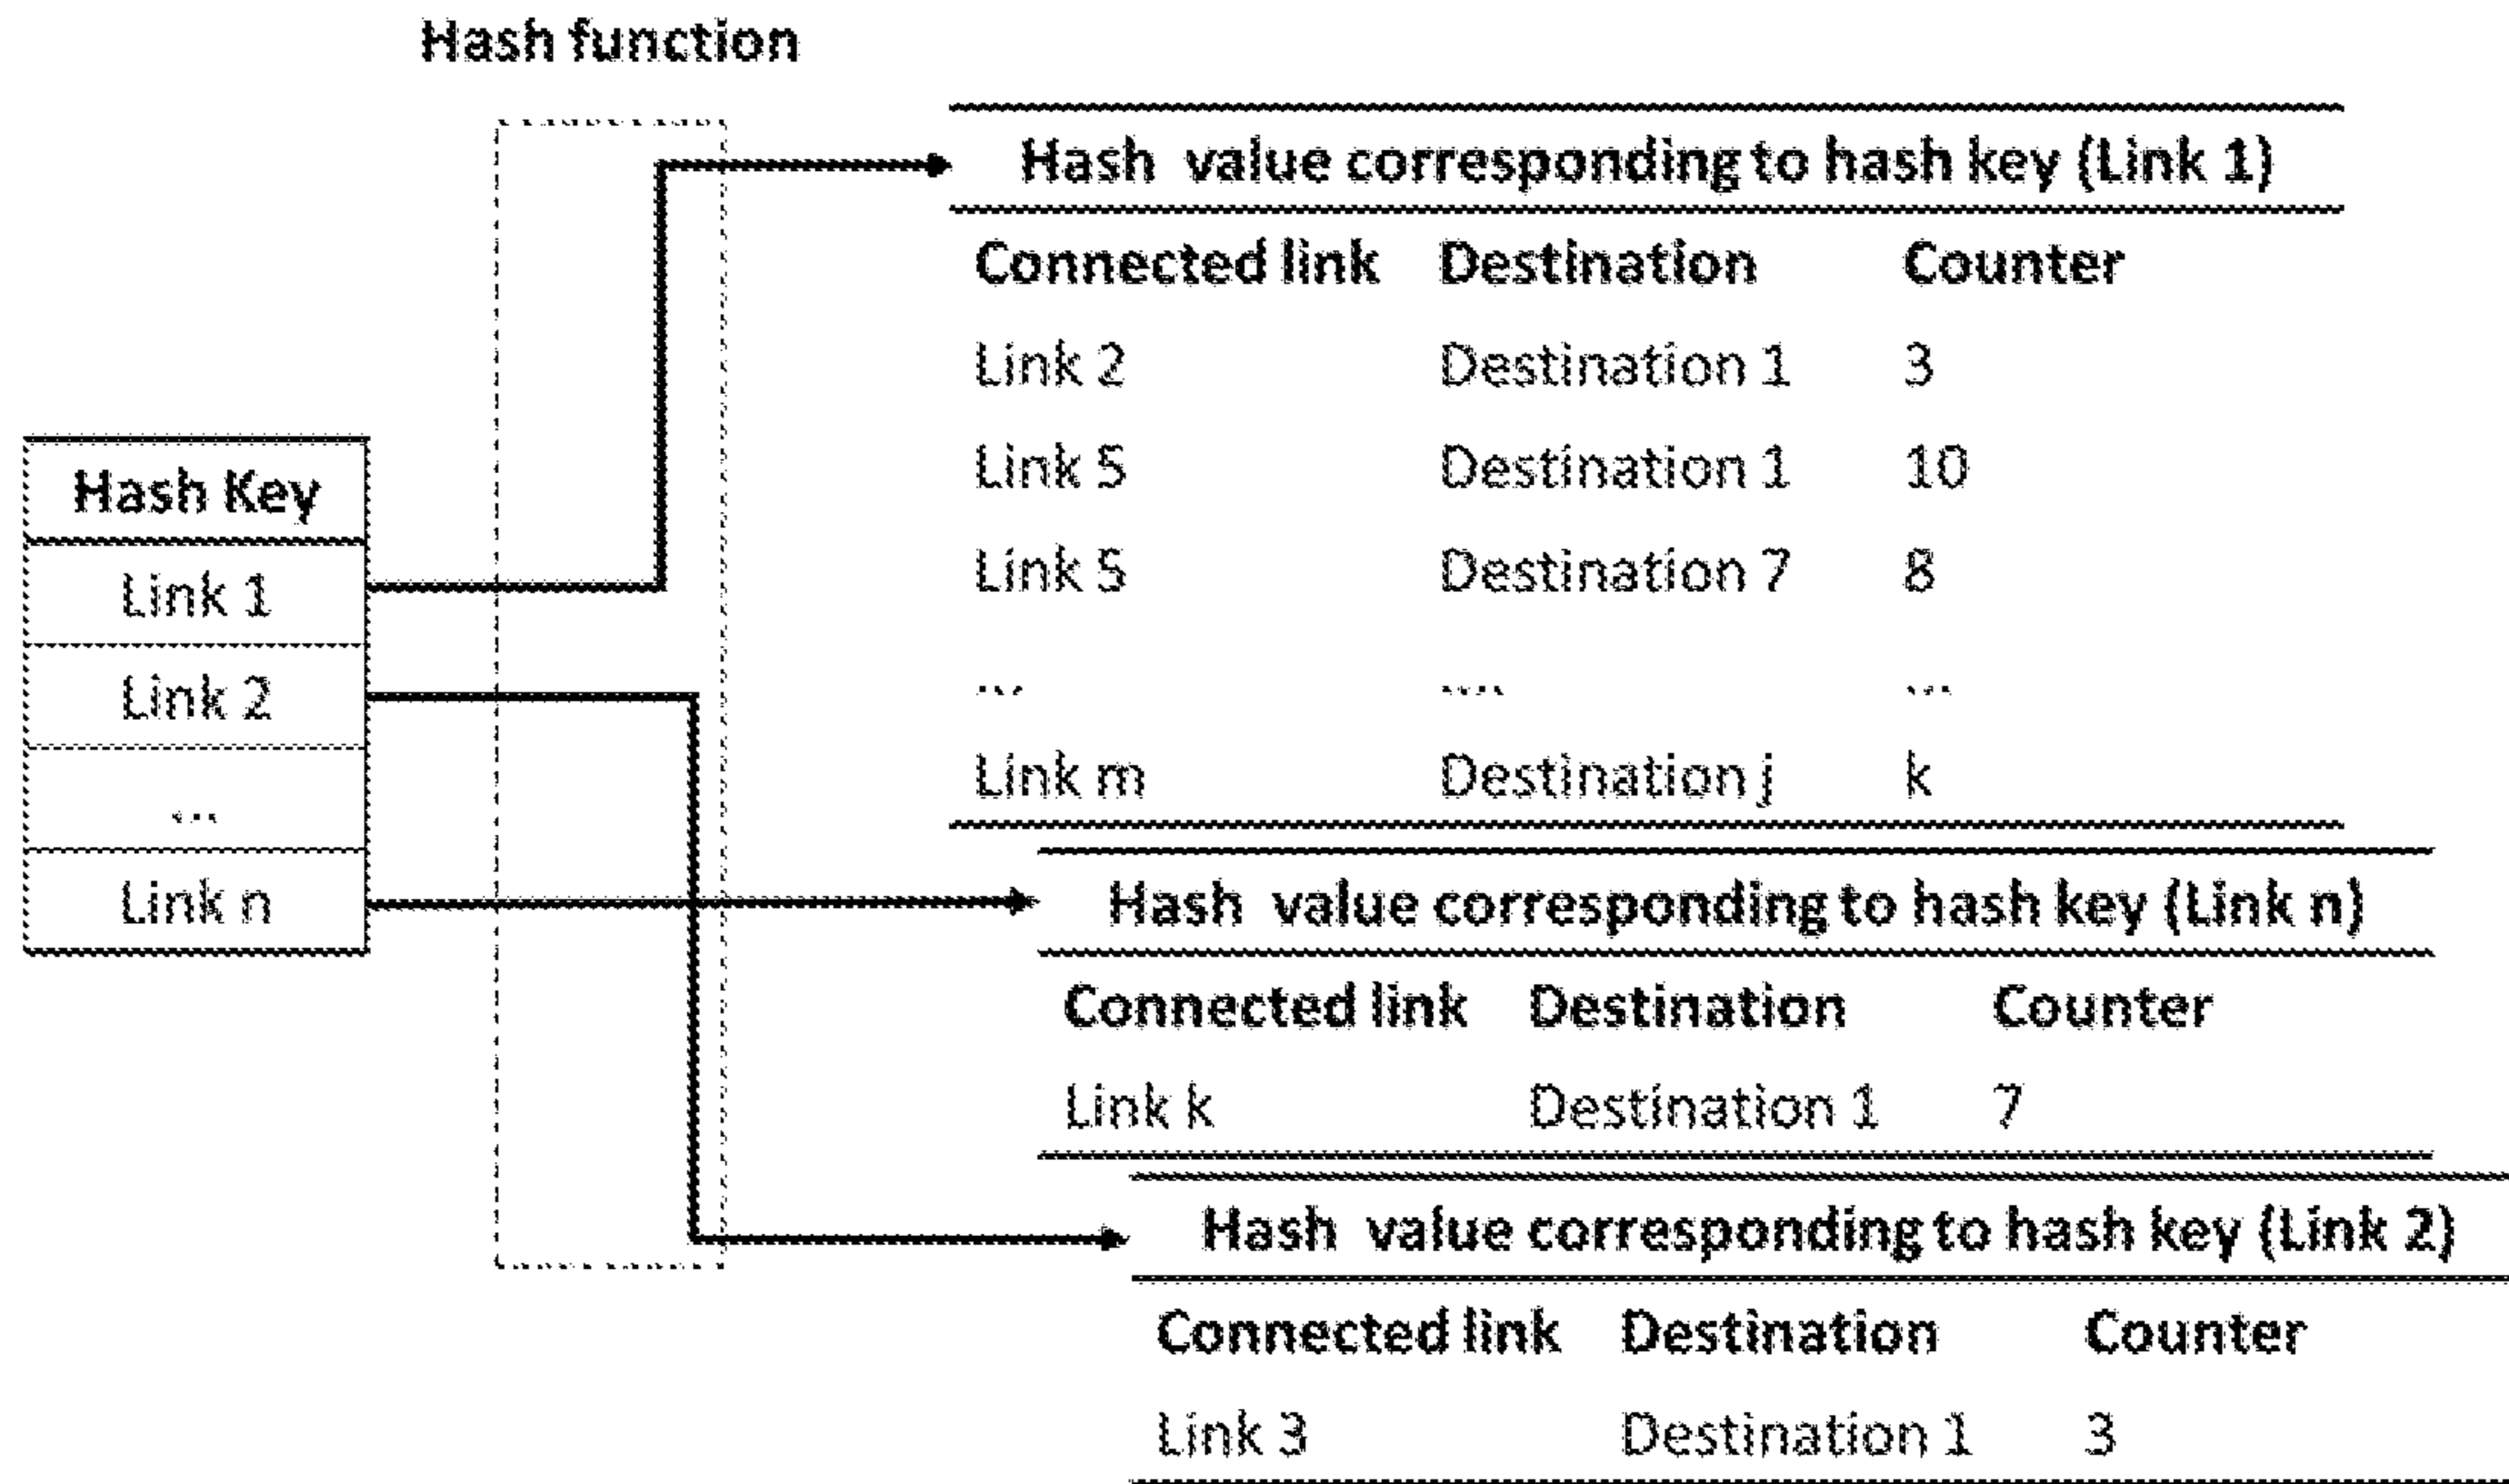 Hash function
Hash Key
Link 1
Link 2
...
Link n
Hash value corresponding to hash key (Link 1)
Connected link Destination Counter
Link 2 Destination 1 3
Link 5 Destination 1 10
Link 5 Destination 7 8
... .... ...
Link m Destination j k
Hash value corresponding to hash key (Link n)
Connected link Destination Counter
Link k Destination 1 7
Hash value corresponding to hash key (Link 2)
Connected link Destination Counter
Link 3 Destination 1 3